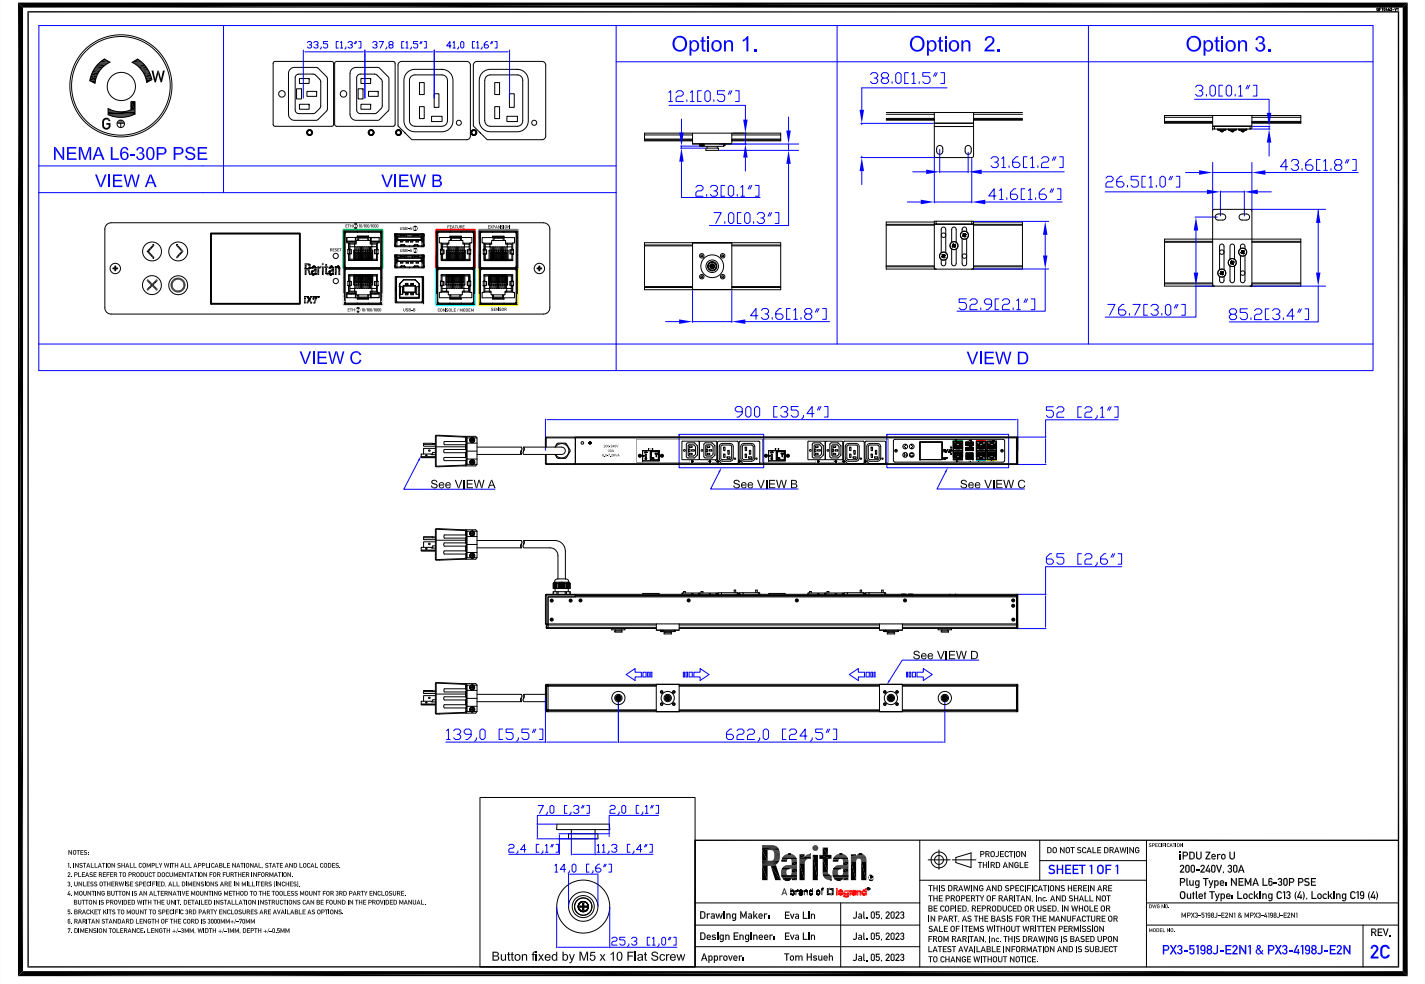 G
W
NEMA L6-30P PSE
VIEW A
33,5 [1,3"] 37,8 [1,5"] 41,0 [1,6"]
VIEW B
ETH 10/100/1000
USB-A
FEATURE
EXPANSION
RESET
USB-A
Raritan
iX7
ETH 10/100/1000
USB-B
CONSOLE / MODEM
SENSOR
VIEW C
Option 1.
12.1[0.5"]
2.3[0.1"]
7.0[0.3"]
43.6[1.8"]
Option 2.
38.0[1.5"]
31.6[1.2"]
41.6[1.6"]
52.9[2.1"]
Option 3.
3.0[0.1"]
43.6[1.8"]
26.5[1.0"]
76.7[3.0"]
85.2[3.4"]
VIEW D
900 [35,4"]
52 [2,1"]
See VIEW A
See VIEW B
See VIEW C
65 [2,6"]
See VIEW D
139,0 [5,5"]
622,0 [24,5"]
7,0 [,3"] 2,0 [,1"]
2,4 [,1"] 11,3 [,4"]
14,0 [,6"]
25,3 [1,0"]
Button fixed by M5 x 10 Flat Screw
NOTES:
1. INSTALLATION SHALL COMPLY WITH ALL APPLICABLE NATIONAL, STATE AND LOCAL CODES.
2. PLEASE REFER TO PRODUCT DOCUMENTATION FOR FURTHER INFORMATION.
3. UNLESS OTHERWISE SPECIFIED, ALL DIMENSIONS ARE IN MILLITERS [INCHES].
4. MOUNTING BUTTON IS AN ALTERNATIVE MOUNTING METHOD TO THE TOOLESS MOUNT FOR 3RD PARTY ENCLOSURE.
BUTTON IS PROVIDED WITH THE UNIT. DETAILED INSTALLATION INSTRUCTIONS CAN BE FOUND IN THE PROVIDED MANUAL.
5. BRACKET KITS TO MOUNT TO SPECIFIC 3RD PARTY ENCLOSURES ARE AVAILABLE AS OPTIONS.
6. RARITAN STANDARD LENGTH OF THE CORD IS 3000MM+/-70MM
7. DIMENSION TOLERANCE: LENGTH +/-3MM, WIDTH +/-1MM, DEPTH +/-0.5MM
Raritan.
A brand of legrand
Drawing Maker: Eva Lin Jal. 05, 2023
Design Engineer: Eva Lin Jal. 05, 2023
Approver: Tom Hsueh Jal. 05, 2023
PROJECTION
THIRD ANGLE
DO NOT SCALE DRAWING
SHEET 1 OF 1
THIS DRAWING AND SPECIFICATIONS HEREIN ARE
THE PROPERTY OF RARITAN, Inc. AND SHALL NOT
BE COPIED, REPRODUCED OR USED, IN WHOLE OR
IN PART, AS THE BASIS FOR THE MANUFACTURE OR
SALE OF ITEMS WITHOUT WRITTEN PERMISSION
FROM RARITAN, Inc. THIS DRAWING IS BASED UPON
LATEST AVAILABLE INFORMATION AND IS SUBJECT
TO CHANGE WITHOUT NOTICE.
SPECIFICATION
iPDU Zero U
200-240V, 30A
Plug Type: NEMA L6-30P PSE
Outlet Type: Locking C13 (4), Locking C19 (4)
DWG NO.
MPX3-5198J-E2N1 & MPX3-4198J-E2N1
MODEL NO.
PX3-5198J-E2N1 & PX3-4198J-E2N
REV.
2C